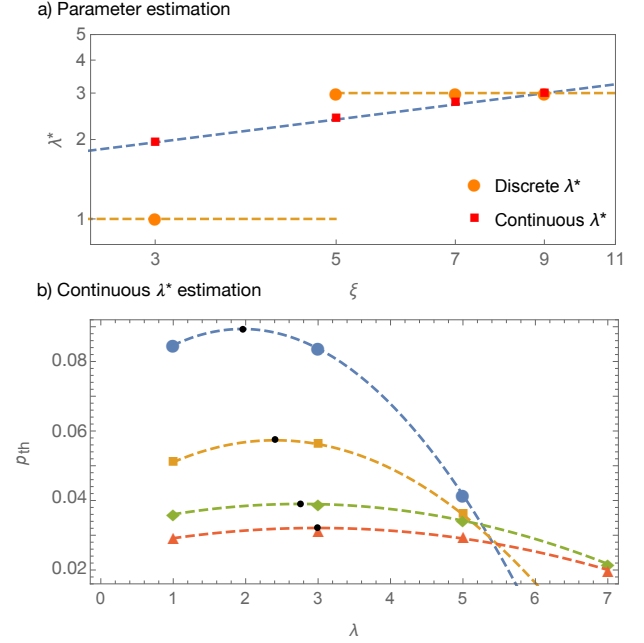 a) Parameter estimation
5
4
3
2
1
λ*
Discrete λ*
Continuous λ*
3 5 7 9 11
ξ
b) Continuous λ* estimation
0.08
0.06
0.04
0.02
pth
0 1 2 3 4 5 6 7
λ